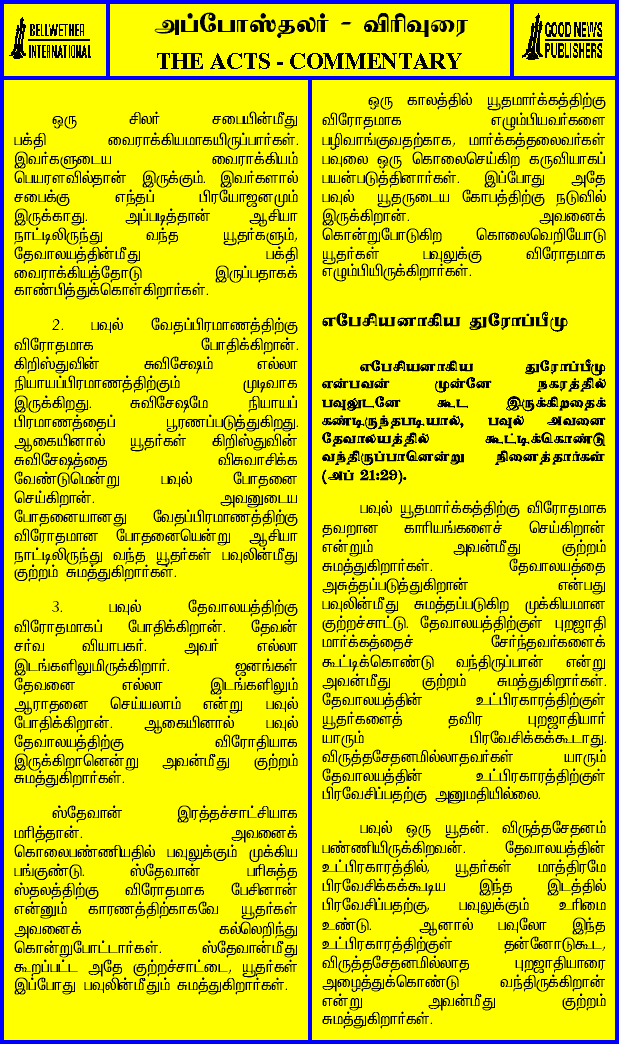 BELLWETHER
INTERNATIONAL
அப்போஸ்தலர் - விரிவுரை
THE ACTS - COMMENTARY
GOOD NEWS
PUBLISHERS
ஒரு சிலர் சபையின்மீது
பக்தி வைராக்கியமாகயிருப்பார்கள்.
இவர்களுடைய வைராக்கியம்
பெயரளவில்தான் இருக்கும். இவர்களால்
சபைக்கு எந்தப் பிரயோஜனமும்
இருக்காது. அப்படித்தான் ஆசியா
நாட்டிலிருந்து வந்த யூதர்களும்,
தேவாலயத்தின்மீது பக்தி
வைராக்கியத்தோடு இருப்பதாகக்
காண்பித்துக்கொள்கிறார்கள்.
2. பவுல் வேதப்பிரமாணத்திற்கு
விரோதமாக போதிக்கிறான்.
கிறிஸ்துவின் சுவிசேஷம் எல்லா
நியாயப்பிரமாணத்திற்கும் முடிவாக
இருக்கிறது. சுவிசேஷமே நியாயப்
பிரமாணத்தைப் பூரணப்படுத்துகிறது.
ஆகையினால் யூதர்கள் கிறிஸ்துவின்
சுவிசேஷத்தை விசுவாசிக்க
வேண்டுமென்று பவுல் போதனை
செய்கிறான். அவனுடைய
போதனையானது வேதப்பிரமாணத்திற்கு
விரோதமான போதனையென்று ஆசியா
நாட்டிலிருந்து வந்த யூதர்கள் பவுலின்மீது
குற்றம் சுமத்துகிறார்கள்.
3. பவுல் தேவாலயத்திற்கு
விரோதமாகப் போதிக்கிறான். தேவன்
சர்வ வியாபகர். அவர் எல்லா
இடங்களிலுமிருக்கிறார். ஜனங்கள்
தேவனை எல்லா இடங்களிலும்
ஆராதனை செய்யலாம் என்று பவுல்
போதிக்கிறான். ஆகையினால் பவுல்
தேவாலயத்திற்கு விரோதியாக
இருக்கிறானென்று அவன்மீது குற்றம்
சுமத்துகிறார்கள்.
ஸ்தேவான் இரத்தச்சாட்சியாக
மரித்தான். அவனைக்
கொலைபண்ணியதில் பவுலுக்கும் முக்கிய
பங்குண்டு. ஸ்தேவான் பரிசுத்த
ஸ்தலத்திற்கு விரோதமாக பேசினான்
என்னும் காரணத்திற்காகவே யூதர்கள்
அவனைக் கல்லெறிந்து
கொன்றுபோட்டார்கள். ஸ்தேவான்மீது
கூறப்பட்ட அதே குற்றச்சாட்டை, யூதர்கள்
இப்போது பவுலின்மீதும் சுமத்துகிறார்கள்.
ஒரு காலத்தில் யூதமார்க்கத்திற்கு
விரோதமாக எழும்பியவர்களை
பழிவாங்குவதற்காக, மார்க்கத்தலைவர்கள்
பவுலை ஒரு கொலைசெய்கிற கருவியாகப்
பயன்படுத்தினார்கள். இப்போது அதே
பவுல் யூதருடைய கோபத்திற்கு நடுவில்
இருக்கிறான். அவனைக்
கொன்றுபோடுகிற கொலைவெறியோடு
யூதர்கள் பவுலுக்கு விரோதமாக
எழும்பியிருக்கிறார்கள்.
எபேசியனாகிய துரோப்பீமு
எபேசியனாகிய துரோப்பீமு
என்பவன் முன்னே நகரத்தில்
பவுலுடனே கூட இருக்கிறதைக்
கண்டிருந்தபடியால், பவுல் அவனை
தேவாலயத்தில் கூட்டிக்கொண்டு
வந்திருப்பானென்று நினைத்தார்கள்
(அப் 21:29).
பவுல் யூதமார்க்கத்திற்கு விரோதமாக
தவறான காரியங்களைச் செய்கிறான்
என்றும் அவன்மீது குற்றம்
சுமத்துகிறார்கள். தேவாலயத்தை
அசுத்தப்படுத்துகிறான் என்பது
பவுலின்மீது சுமத்தப்படுகிற முக்கியமான
குற்றச்சாட்டு. தேவாலயத்திற்குள் புறஜாதி
மார்க்கத்தைச் சேர்ந்தவர்களைக்
கூட்டிக்கொண்டு வந்திருப்பான் என்று
அவன்மீது குற்றம் சுமத்துகிறார்கள்.
தேவாலயத்தின் உட்பிரகாரத்திற்குள்
யூதர்களைத் தவிர புறஜாதியார்
யாரும் பிரவேசிக்கக்கூடாது.
விருத்தசேதனமில்லாதவர்கள் யாரும்
தேவாலயத்தின் உட்பிரகாரத்திற்குள்
பிரவேசிப்பதற்கு அனுமதியில்லை.
பவுல் ஒரு யூதன். விருத்தசேதனம்
பண்ணியிருக்கிறவன். தேவாலயத்தின்
உட்பிரகாரத்தில், யூதர்கள் மாத்திரமே
பிரவேசிக்கக்கூடிய இந்த இடத்தில்
பிரவேசிப்பதற்கு, பவுலுக்கும் உரிமை
உண்டு. ஆனால் பவுலோ இந்த
உட்பிரகாரத்திற்குள் தன்னோடுகூட,
விருத்தசேதனமில்லாத புறஜாதியாரை
அழைத்துக்கொண்டு வந்திருக்கிறான்
என்று அவன்மீது குற்றம்
சுமத்துகிறார்கள்.